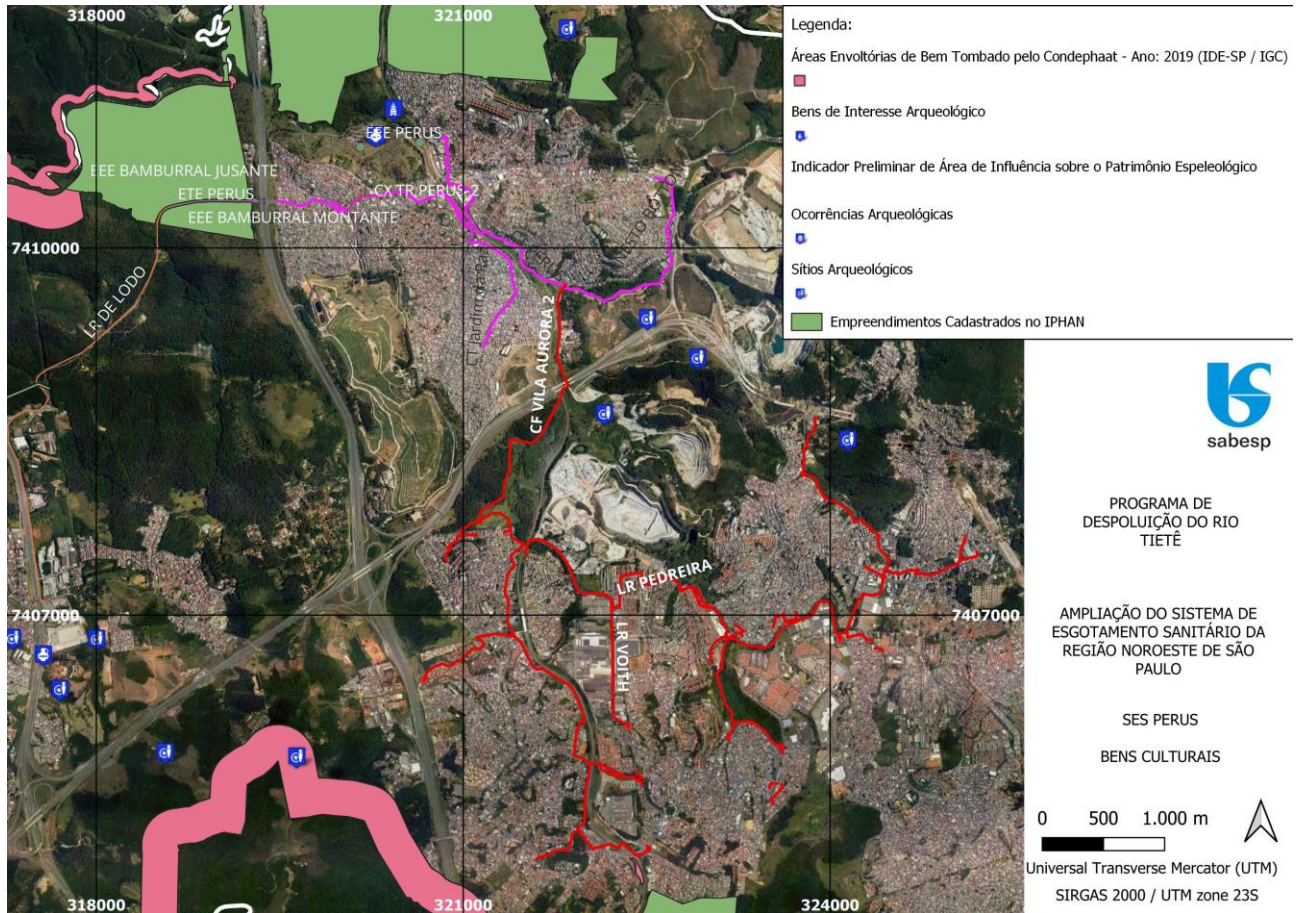 318000
321000
EEE PERUS
EEE BAMBURRAL JUSANTE
ETE PERUS
CX TR PERUS-2
EEE BAMBURRAL MONTANTE
7410000
LR DE LODO
CF VILA AURORA 2
LR PEDREIRA
LR VOITH
7407000
7407000
318000
321000
324000
Legenda:
Áreas Envoltórias de Bem Tombado pelo Condephaat - Ano: 2019 (IDE-SP / IGC)
Bens de Interesse Arqueológico
Indicador Preliminar de Área de Influência sobre o Patrimônio Espeleológico
Ocorrências Arqueológicas
Sítios Arqueológicos
Empreendimentos Cadastrados no IPHAN
sabesp
PROGRAMA DE
DESPOLUIÇÃO DO RIO
TIETÊ
AMPLIAÇÃO DO SISTEMA DE
ESGOTAMENTO SANITÁRIO DA
REGIÃO NOROESTE DE SÃO
PAULO
SES PERUS
BENS CULTURAIS
0 500 1.000 m
Universal Transverse Mercator (UTM)
SIRGAS 2000 / UTM zone 23S